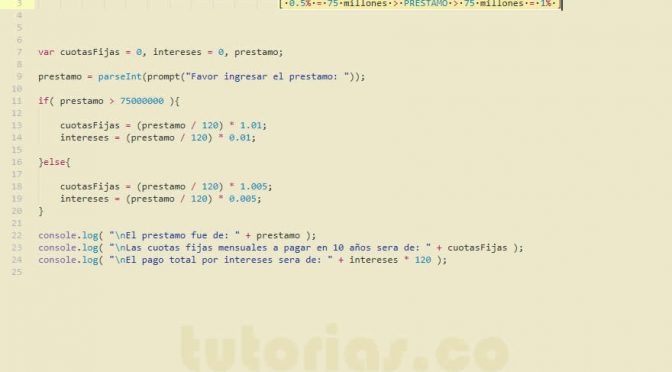 3 [ 0.5% = 75 millones > PRESTAMO > 75 millones = 1% ]
4
5
6
7 var cuotasFijas = 0, intereses = 0, prestamo;
8
9 prestamo = parseInt(prompt("Favor ingresar el prestamo: "));
10
11 if( prestamo > 75000000 ){
12
13 cuotasFijas = (prestamo / 120) * 1.01;
14 intereses = (prestamo / 120) * 0.01;
15
16 }else{
17
18 cuotasFijas = (prestamo / 120) * 1.005;
19 intereses = (prestamo / 120) * 0.005;
20 }
21
22 console.log( "\nEl prestamo fue de: " + prestamo );
23 console.log( "\nLas cuotas fijas mensuales a pagar en 10 años sera de: " + cuotasFijas );
24 console.log( "\nEl pago total por intereses sera de: " + intereses * 120 );
25
tutorias.co